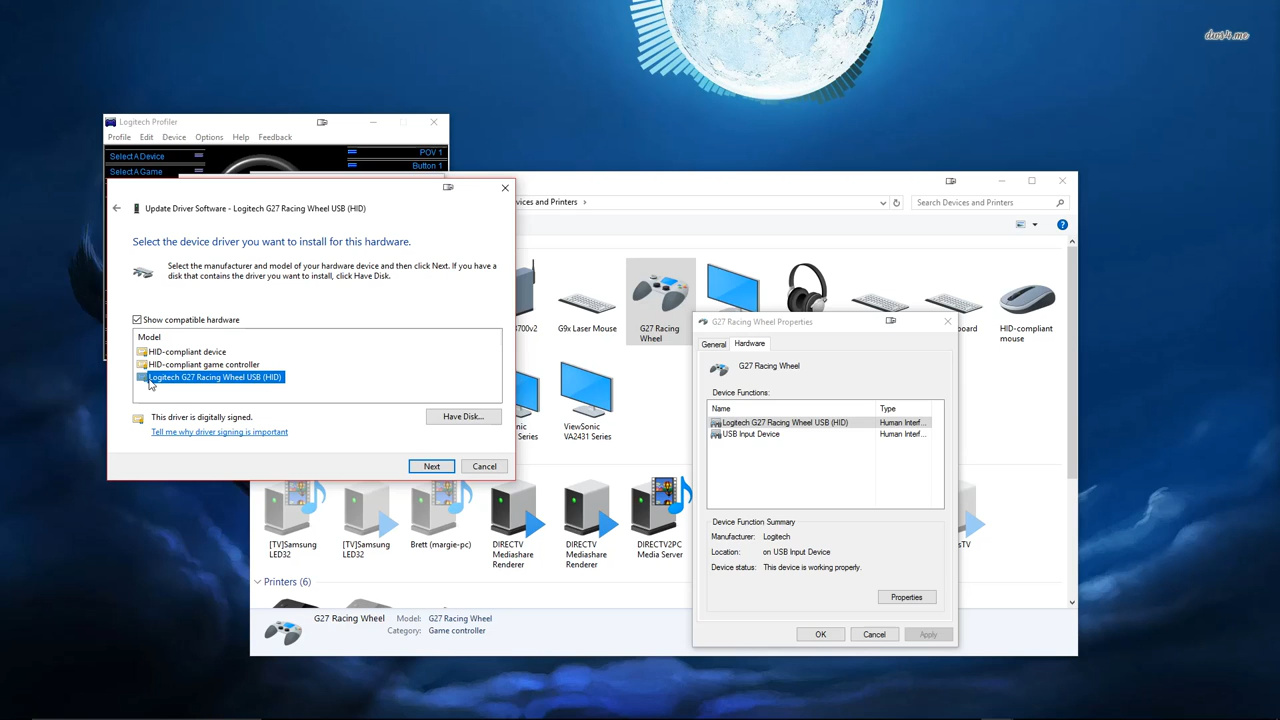 dws4.me
Logitech Profiler
Profile Edit Device Options Help Feedback
Select A Device
Select A Game
POV 1
Button 1
Update Driver Software - Logitech G27 Racing Wheel USB (HID)
Select the device driver you want to install for this hardware.
Select the manufacturer and model of your hardware device and then click Next. If you have a
disk that contains the driver you want to install, click Have Disk.
Show compatible hardware
Model
HID-compliant device
HID-compliant game controller
Logitech G27 Racing Wheel USB (HID)
This driver is digitally signed.
Tell me why driver signing is important
Have Disk...
Next Cancel
vices and Printers
Search Devices and Printers
8700v2
G9x Laser Mouse
G27 Racing
Wheel
board
HID-compliant
mouse
onic
Series
ViewSonic
VA2431 Series
[TV]Samsung
LED32
[TV]Samsung
LED32
Brett (margie-pc)
DIRECTV
Mediashare
Renderer
DIRECTV
Mediashare
Renderer
DIRECTV2PC
Media Server
sTV
Printers (6)
G27 Racing Wheel
Model: G27 Racing Wheel
Category: Game controller
G27 Racing Wheel Properties
General Hardware
G27 Racing Wheel
Device Functions:
Name Type
Logitech G27 Racing Wheel USB (HID) Human Interf...
USB Input Device Human Interf...
Device Function Summary
Manufacturer: Logitech
Location: on USB Input Device
Device status: This device is working properly.
Properties
OK Cancel Apply